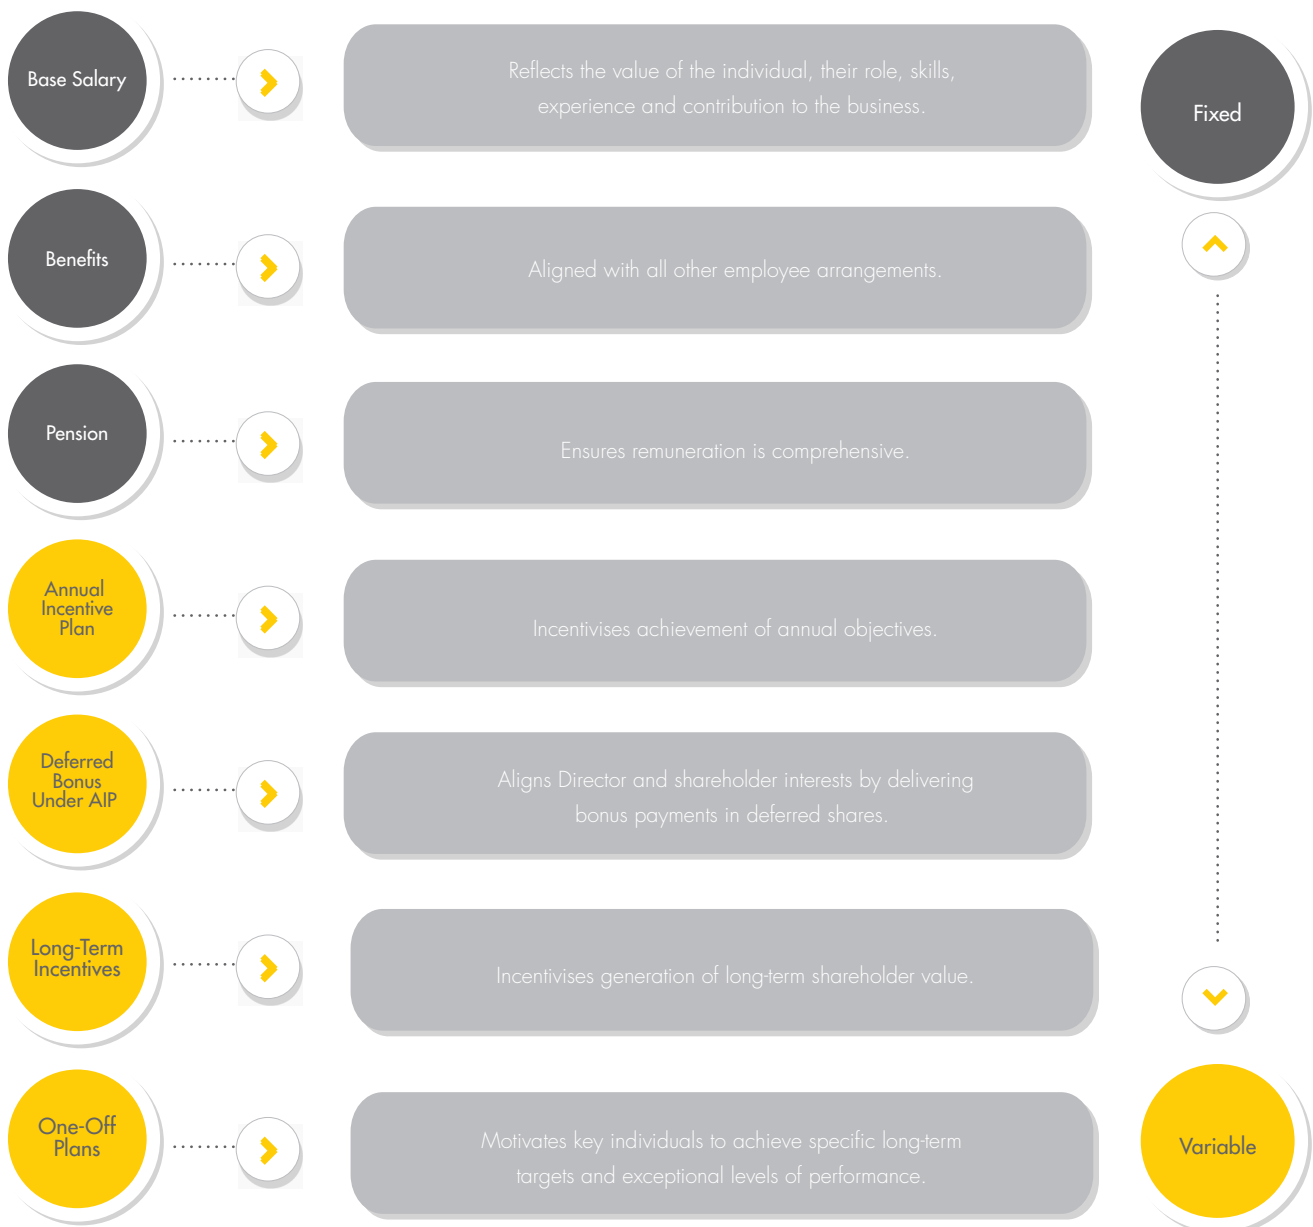 Base Salary
Reflects the value of the individual, their role, skills,
experience and contribution to the business.
Fixed
Benefits
Aligned with all other employee arrangements.
Pension
Ensures remuneration is comprehensive.
Annual
Incentive
Plan
Incentivises achievement of annual objectives.
Deferred
Bonus
Under AIP
Aligns Director and shareholder interests by delivering
bonus payments in deferred shares.
Long-Term
Incentives
Incentivises generation of long-term shareholder value.
One-Off
Plans
Motivates key individuals to achieve specific long-term
targets and exceptional levels of performance.
Variable